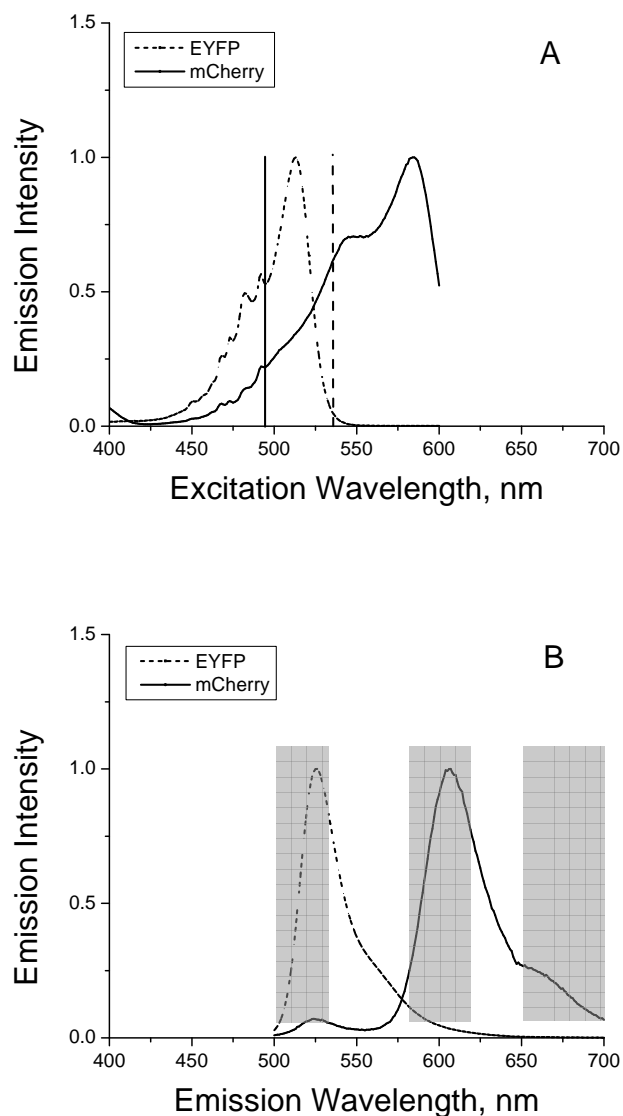 1.5
EYFP
mCherry
A
1.0
0.5
0.0
Emission Intensity
400 450 500 550 600 650 700
Excitation Wavelength, nm
1.5
EYFP
mCherry
B
1.0
0.5
0.0
Emission Intensity
400 450 500 550 600 650 700
Emission Wavelength, nm